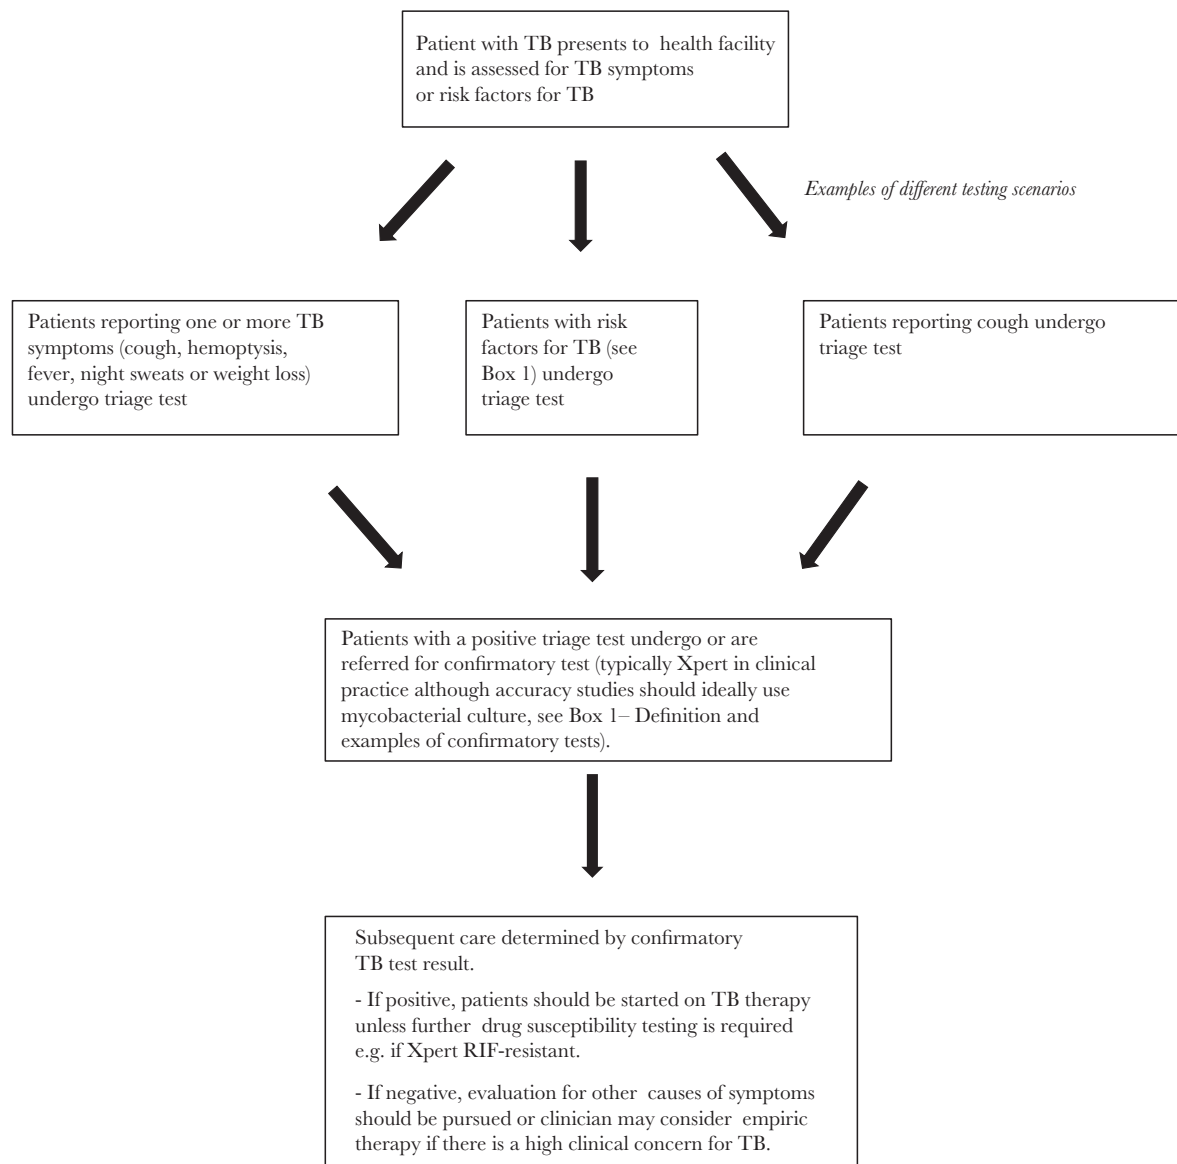 Patient with TB presents to health facility
and is assessed for TB symptoms
or risk factors for TB
Examples of different testing scenarios
Patients reporting one or more TB
symptoms (cough, hemoptysis,
fever, night sweats or weight loss)
undergo triage test
Patients with risk
factors for TB (see
Box 1) undergo
triage test
Patients reporting cough undergo
triage test
Patients with a positive triage test undergo or are
referred for confirmatory test (typically Xpert in clinical
practice although accuracy studies should ideally use
mycobacterial culture, see Box 1– Definition and
examples of confirmatory tests).
Subsequent care determined by confirmatory
TB test result.
- If positive, patients should be started on TB therapy
unless further drug susceptibility testing is required
e.g. if Xpert RIF-resistant.
- If negative, evaluation for other causes of symptoms
should be pursued or clinician may consider empiric
therapy if there is a high clinical concern for TB.